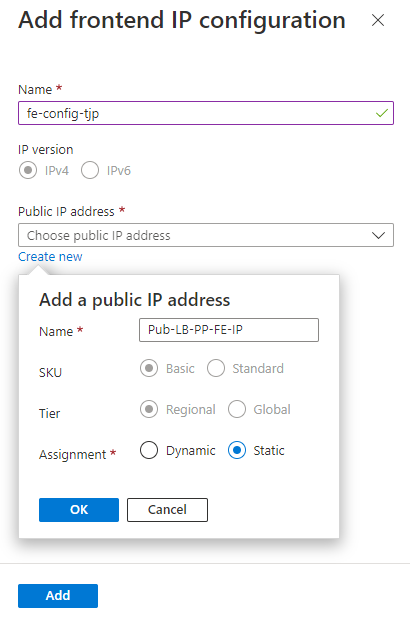 Add frontend IP configuration
Name *
fe-config-tjp
IP version
IPv4 IPv6
Public IP address *
Choose public IP address
Create new
Add a public IP address
Name * Pub-LB-PP-FE-IP
SKU Basic Standard
Tier Regional Global
Assignment * Dynamic Static
OK Cancel
Add